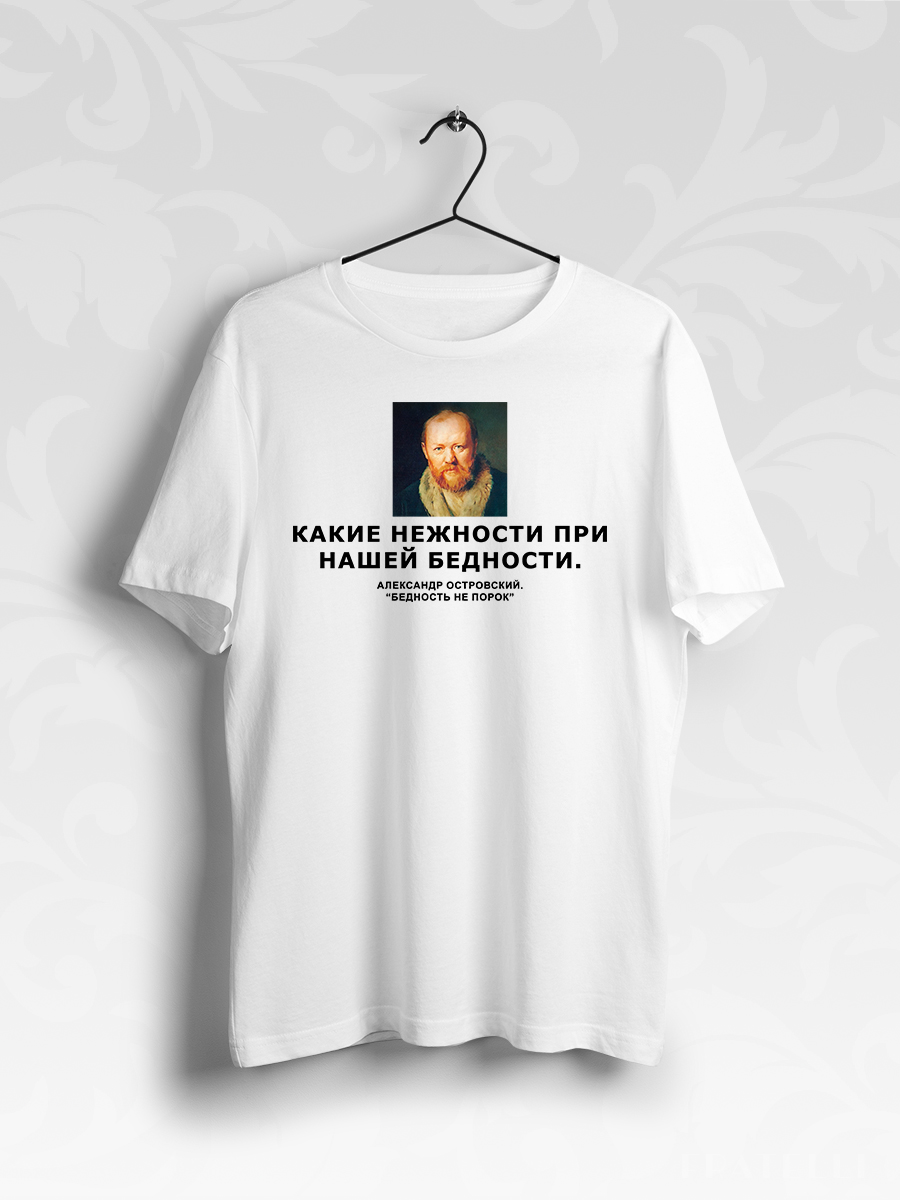 КАКИЕ НЕЖНОСТИ ПРИ
НАШЕЙ БЕДНОСТИ.
АЛЕКСАНДР ОСТРОВСКИЙ.
“БЕДНОСТЬ НЕ ПОРОК”